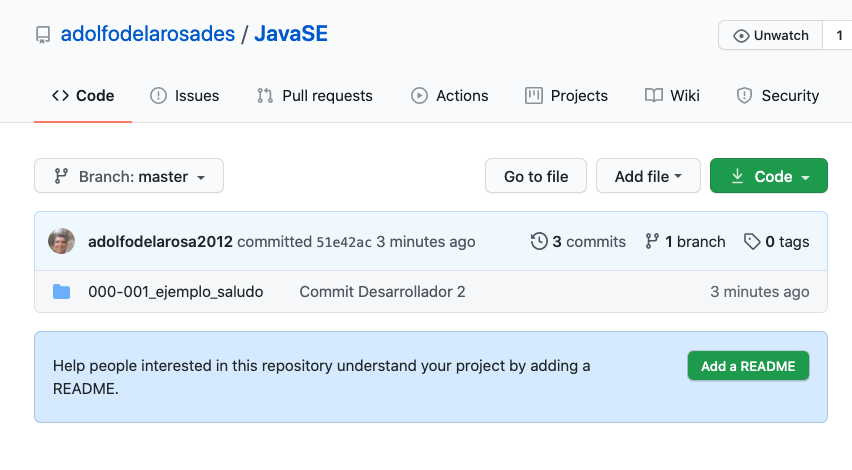 adolfodelarosades / JavaSE
Unwatch 1
Code Issues Pull requests Actions Projects Wiki Security
Branch: master Go to file Add file Code
adolfodelarosa2012 committed 51e42ac 3 minutes ago 3 commits 1 branch 0 tags
000-001_ejemplo_saludo Commit Desarrollador 2 3 minutes ago
Help people interested in this repository understand your project by adding a
README.
Add a README